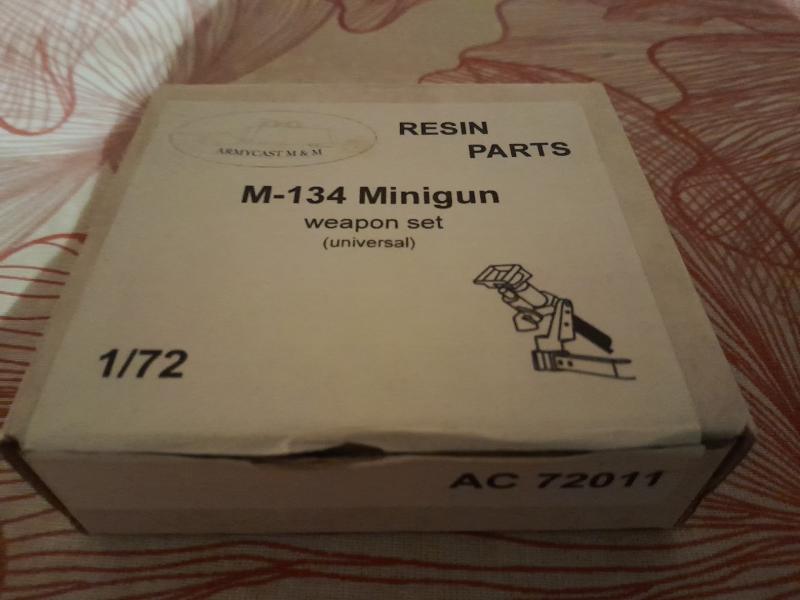 ARMYCAST M & M
RESIN
PARTS
M-134 Minigun
weapon set
(universal)
1/72
AC 72011